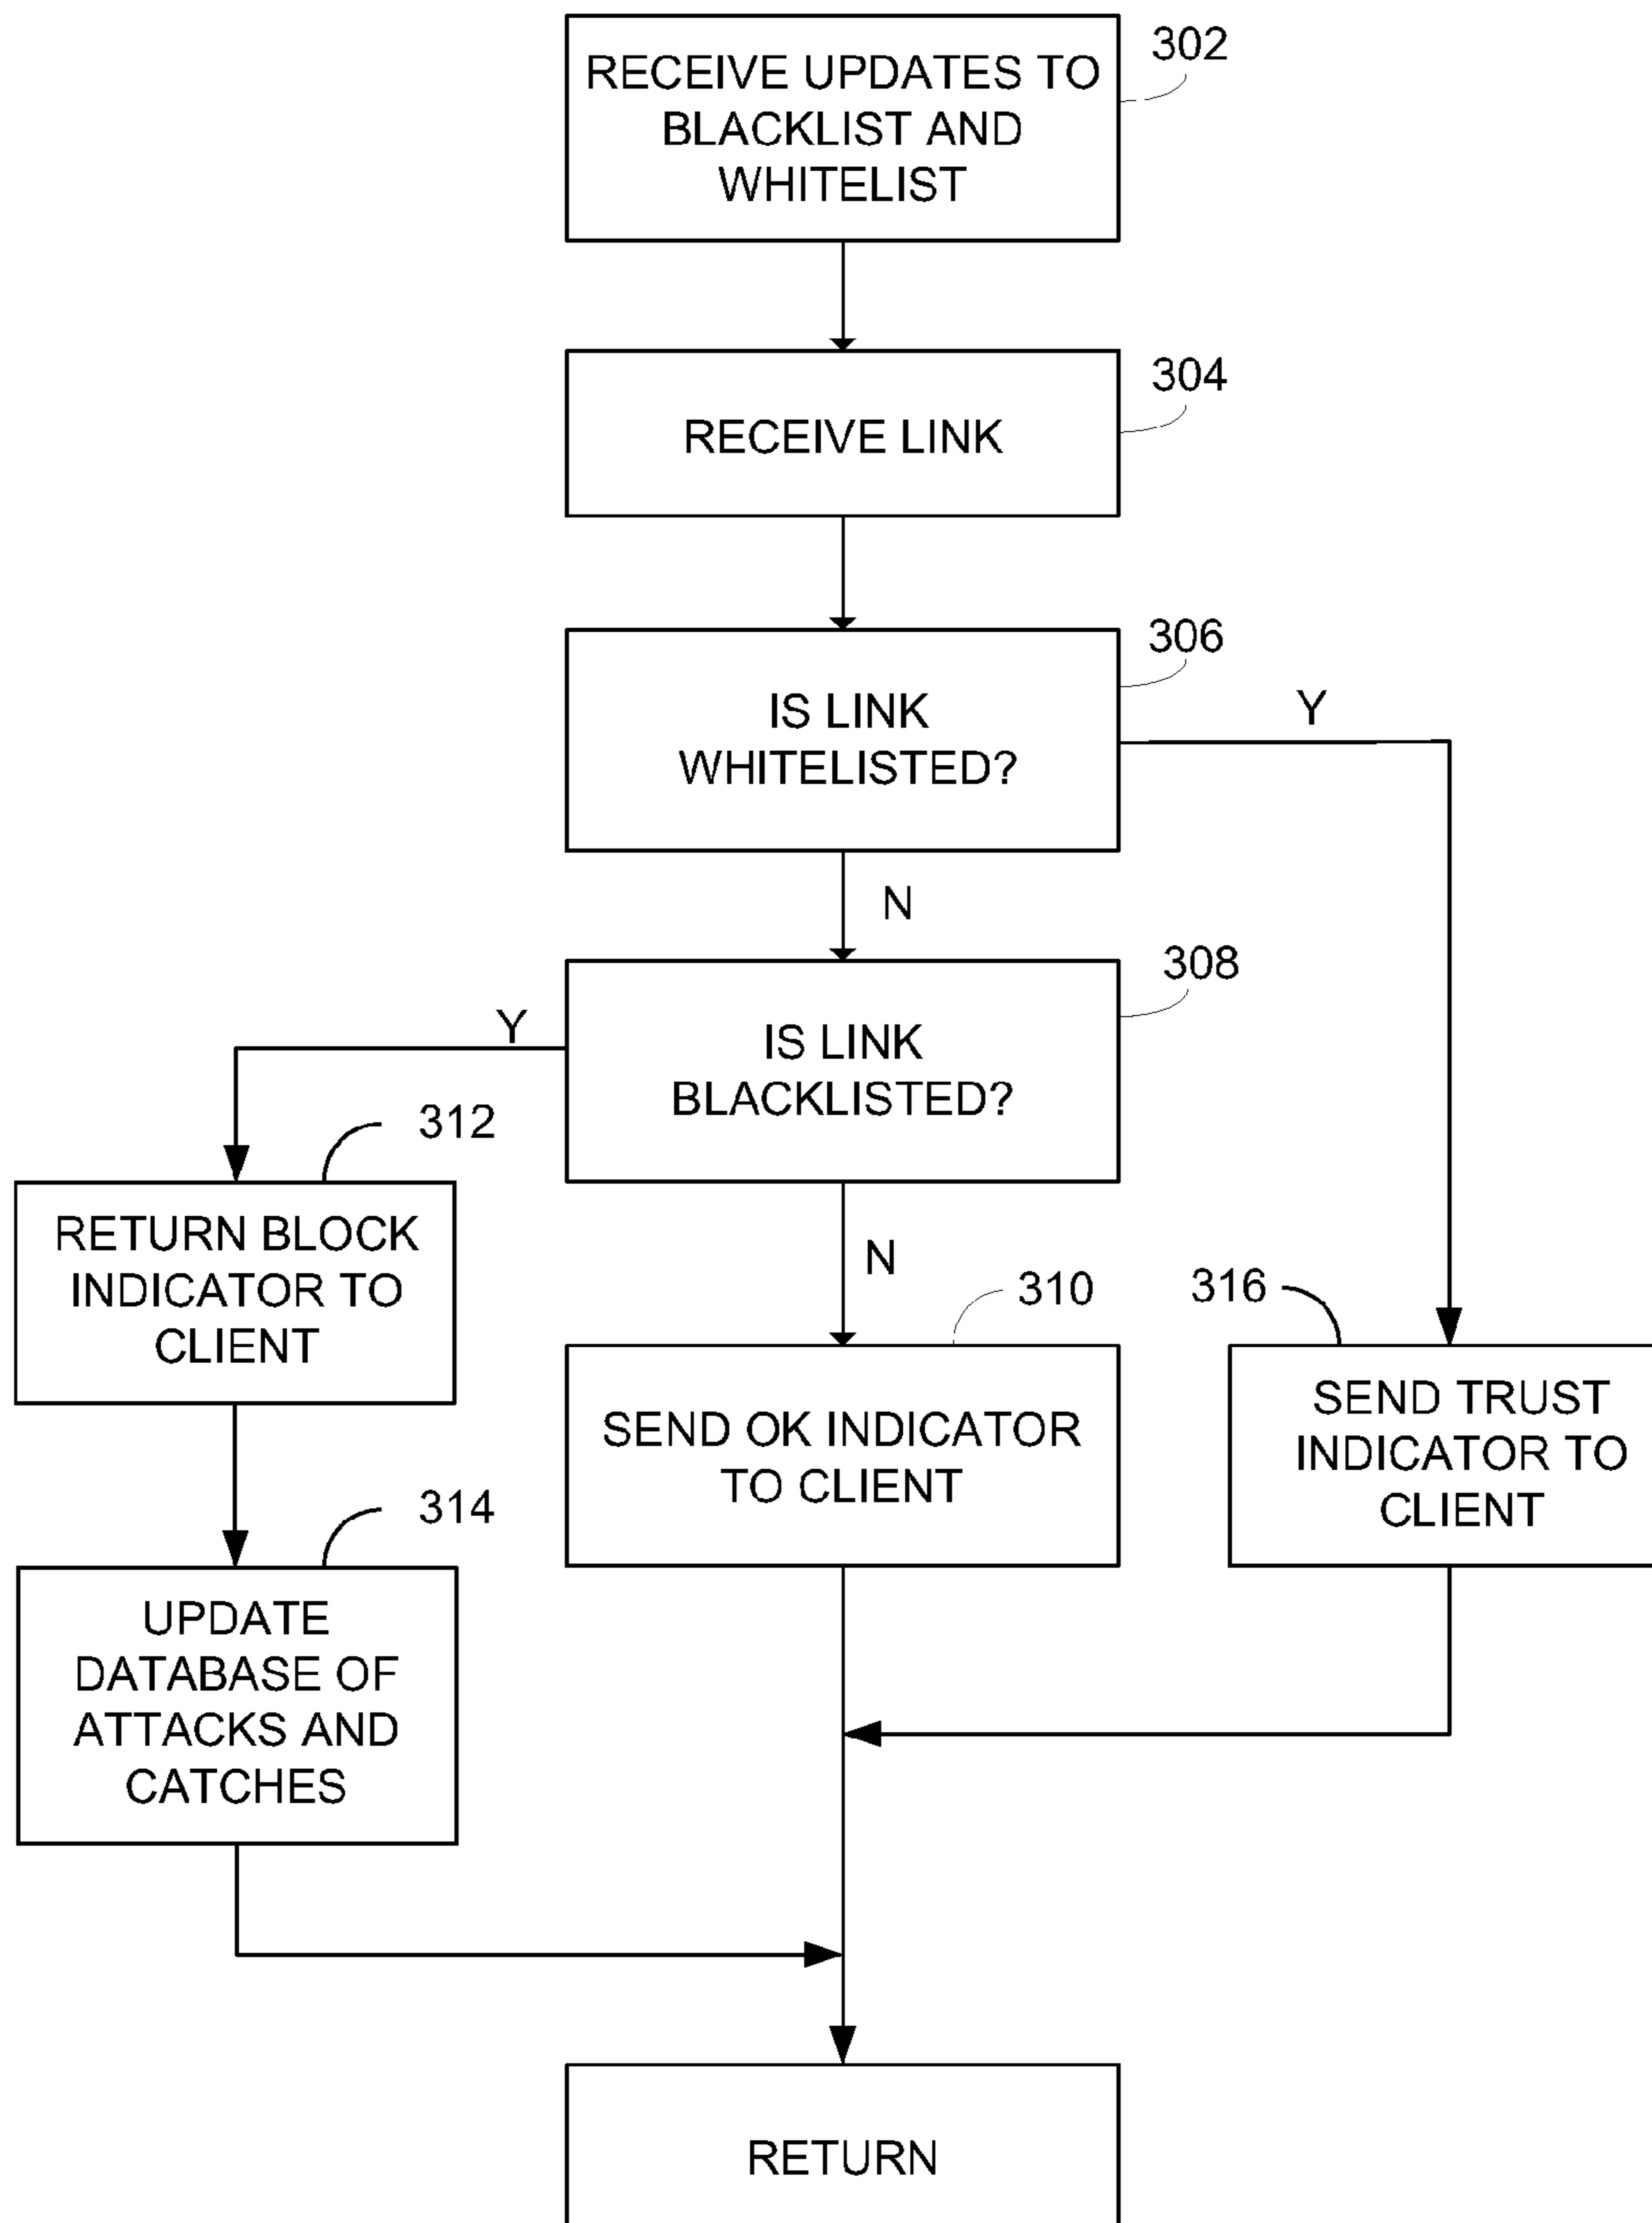 RECEIVE UPDATES TO
BLACKLIST AND
WHITELIST
302
RECEIVE LINK
304
IS LINK
WHITELISTED?
306
Y
N
IS LINK
BLACKLISTED?
308
Y
N
312
RETURN BLOCK
INDICATOR TO
CLIENT
310
SEND OK INDICATOR
TO CLIENT
316
SEND TRUST
INDICATOR TO
CLIENT
314
UPDATE
DATABASE OF
ATTACKS AND
CATCHES
RETURN